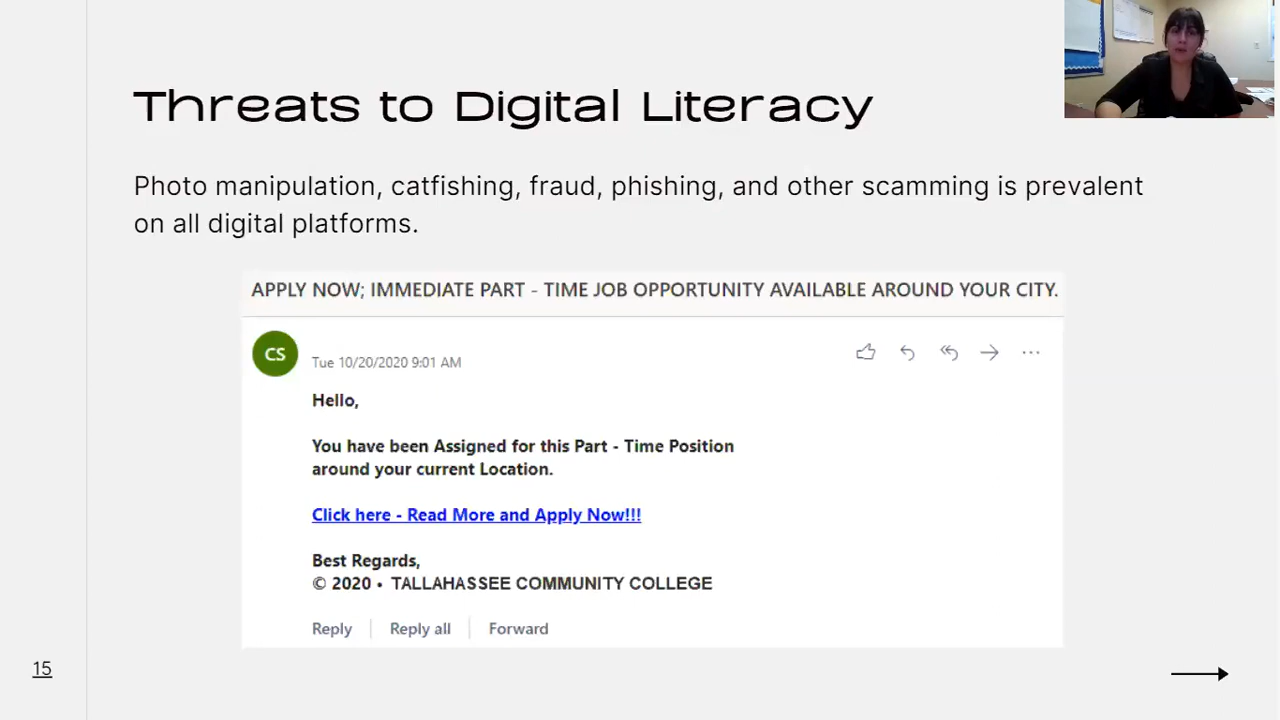 Threats to Digital Literacy
Photo manipulation, catfishing, fraud, phishing, and other scamming is prevalent
on all digital platforms.
APPLY NOW; IMMEDIATE PART - TIME JOB OPPORTUNITY AVAILABLE AROUND YOUR CITY.
CS
Tue 10/20/2020 9:01 AM
Hello,
You have been Assigned for this Part - Time Position
around your current Location.
Click here - Read More and Apply Now!!!
Best Regards,
© 2020 • TALLAHASSEE COMMUNITY COLLEGE
Reply Reply all Forward
15